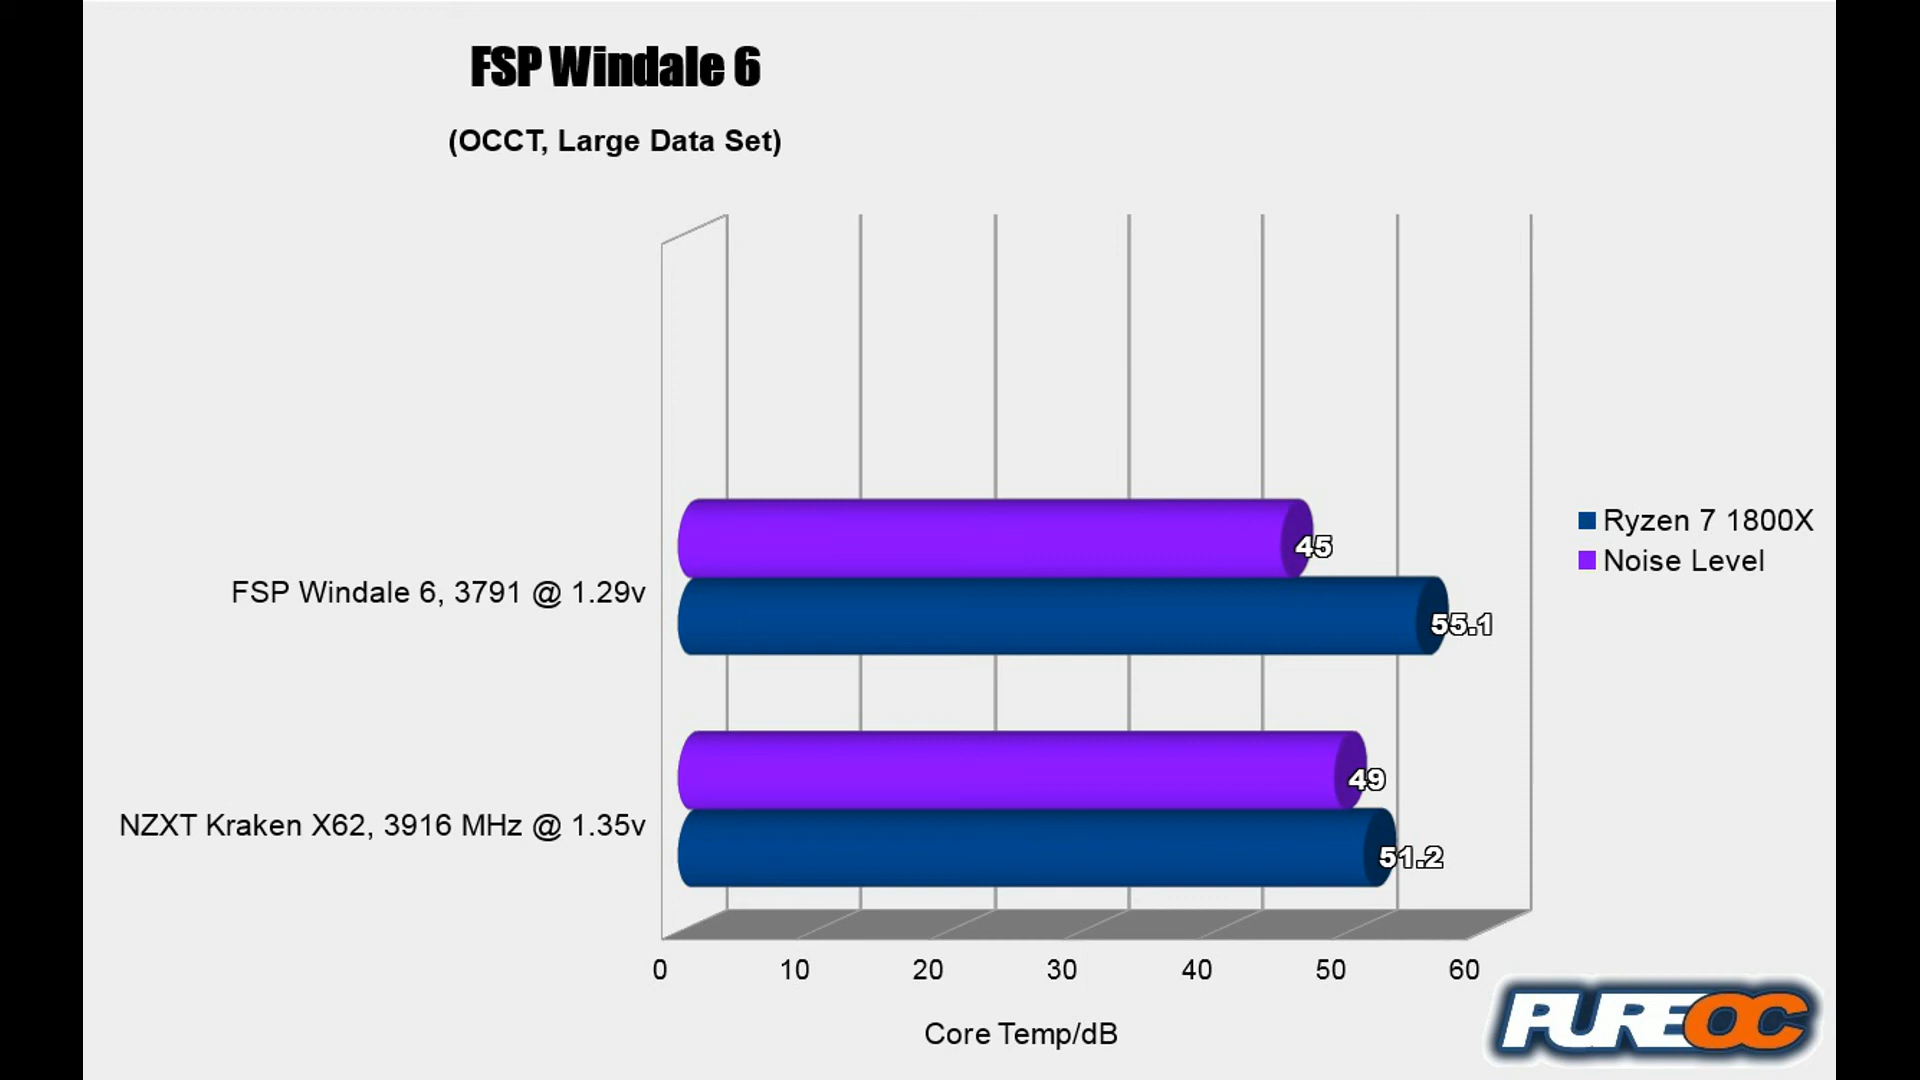 FSP Windale 6
(OCCT, Large Data Set)
45
FSP Windale 6, 3791 @ 1.29v
55.1
Ryzen 7 1800X
Noise Level
49
NZXT Kraken X62, 3916 MHz @ 1.35v
51.2
0 10 20 30 40 50 60
Core Temp/dB
PUREOC